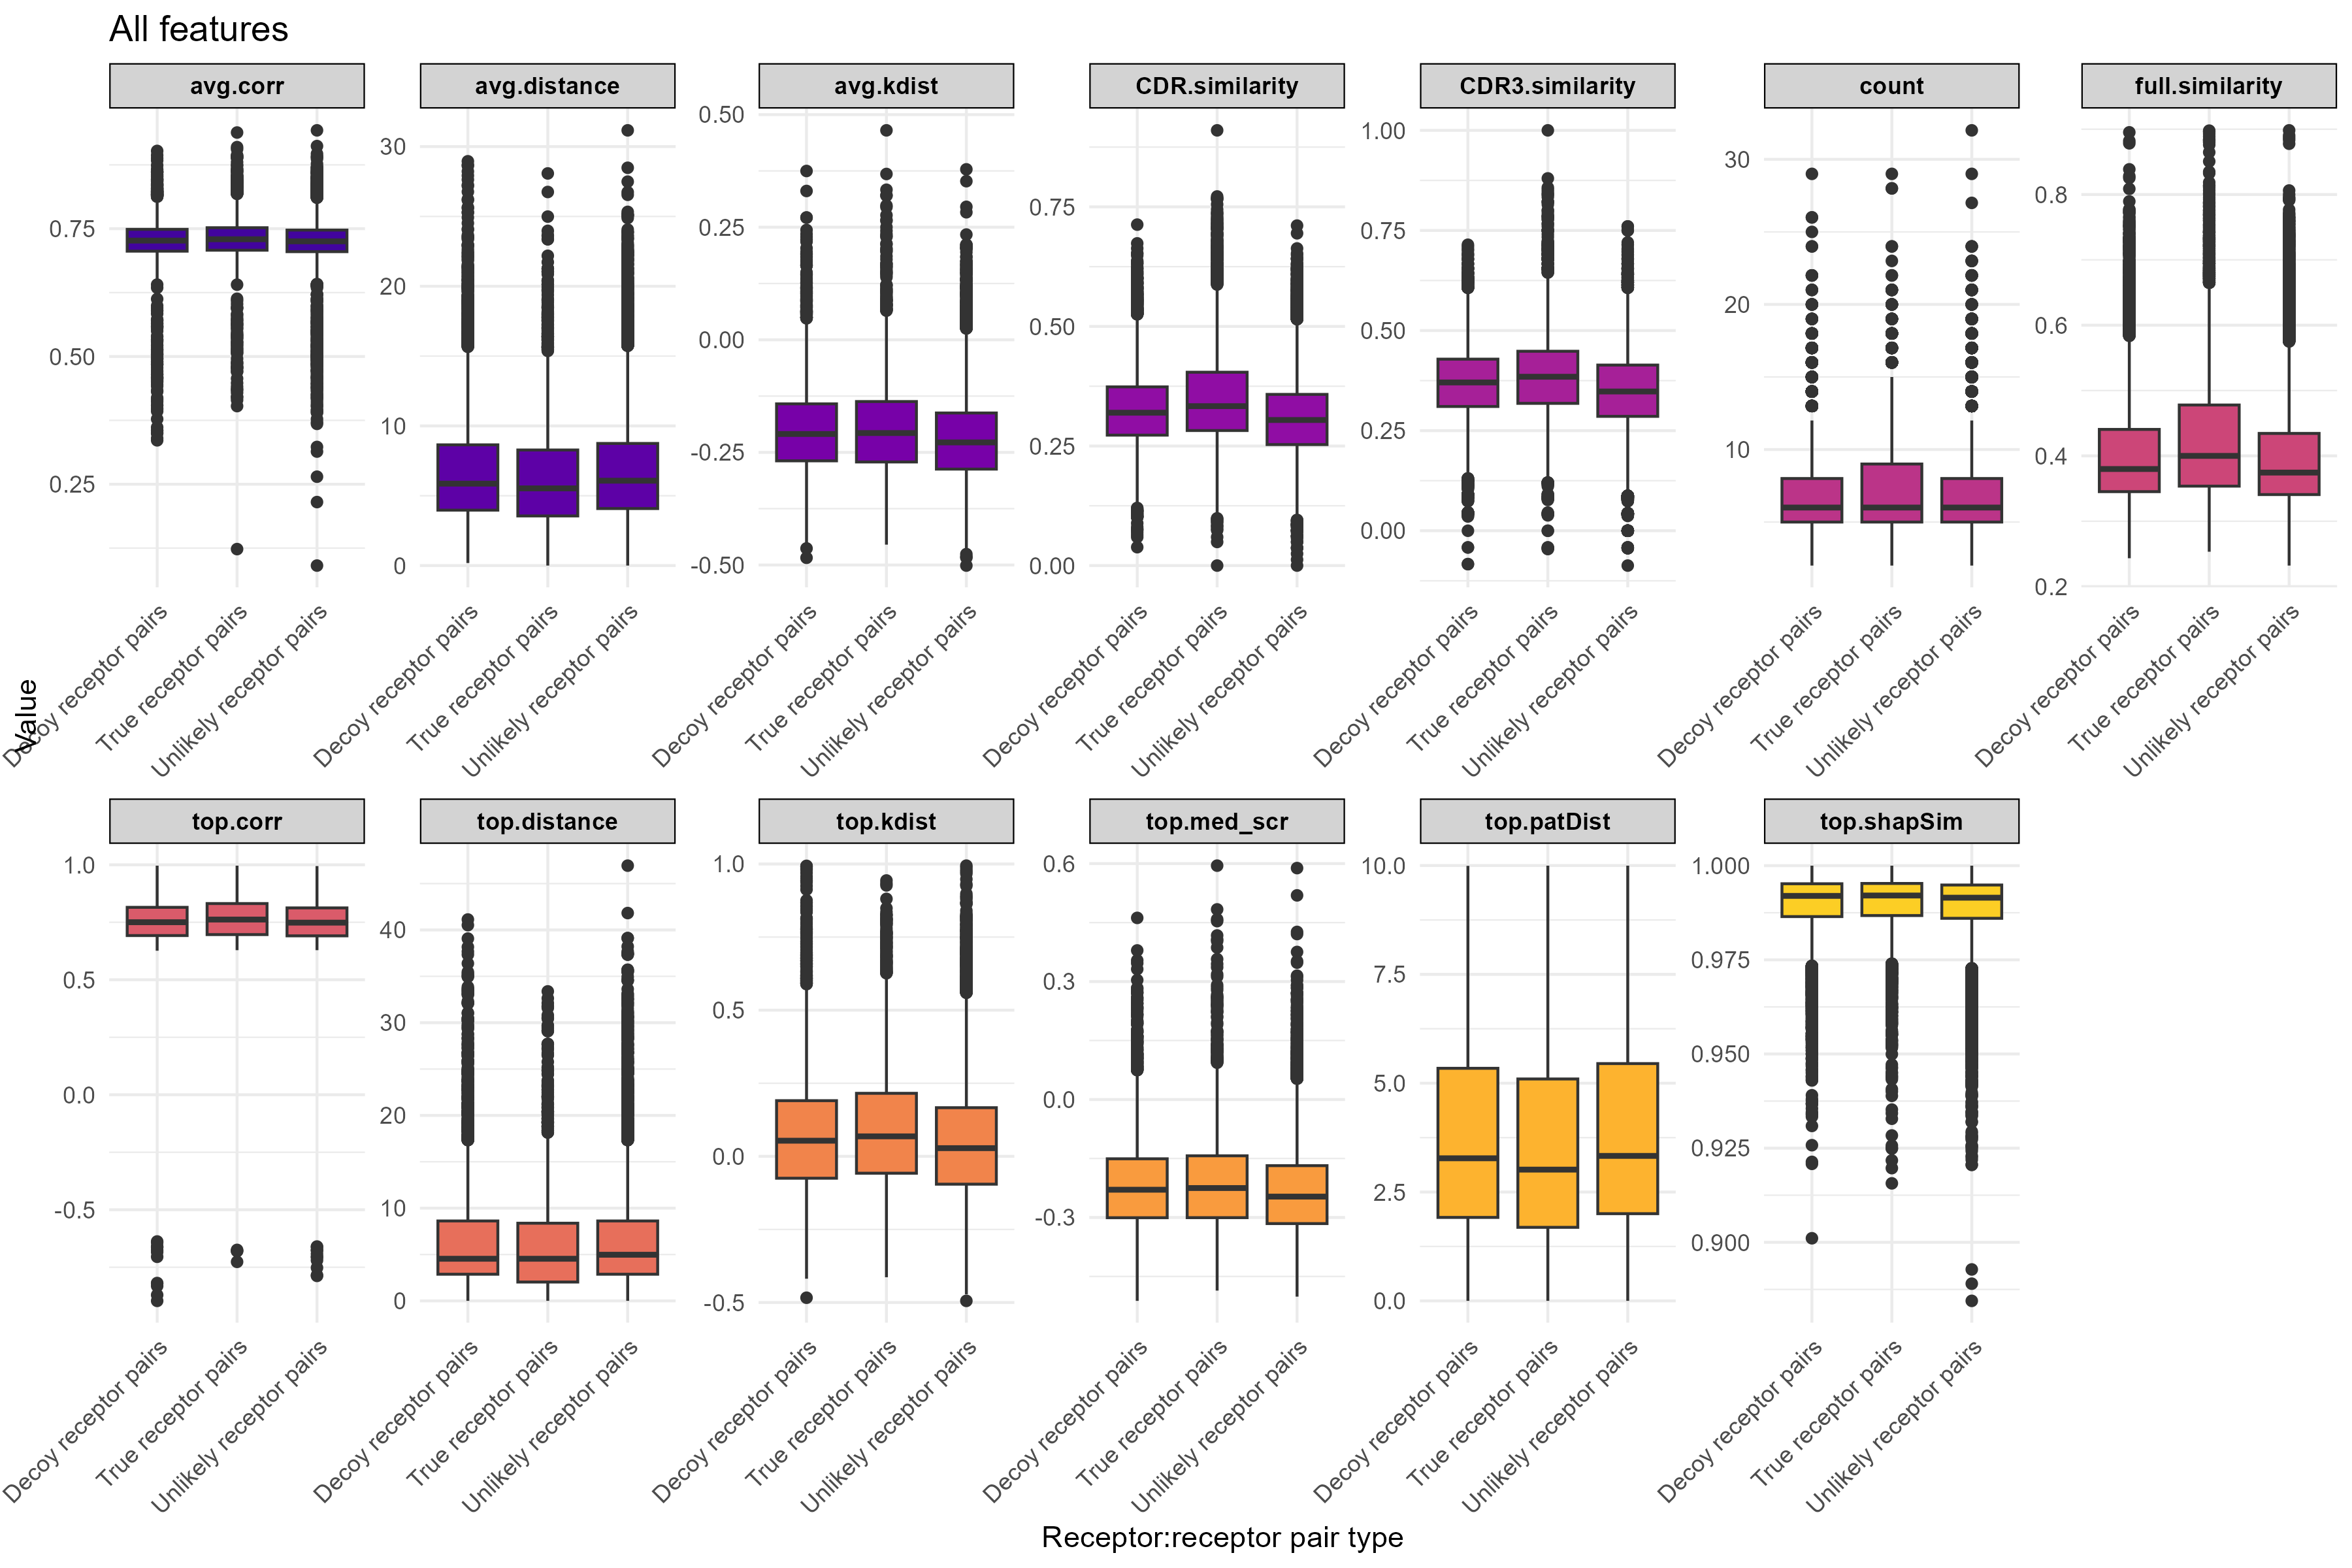 All features
avg.corr avg.distance avg.kdist CDR.similarity CDR3.similarity count full.similarity
0.75 0.50 0.25
30 20 10 0
0.50 0.25 0.00 -0.25 -0.50
0.75 0.50 0.25 0.00
1.00 0.75 0.50 0.25 0.00
30 20 10
0.8 0.6 0.4 0.2
Decoy receptor pairs True receptor pairs Unlikely receptor pairs
Decoy receptor pairs True receptor pairs Unlikely receptor pairs
Decoy receptor pairs True receptor pairs Unlikely receptor pairs
Decoy receptor pairs True receptor pairs Unlikely receptor pairs
Decoy receptor pairs True receptor pairs Unlikely receptor pairs
Decoy receptor pairs True receptor pairs Unlikely receptor pairs
Decoy receptor pairs True receptor pairs Unlikely receptor pairs
Value
top.corr top.distance top.kdist top.med_scr top.patDist top.shapSim
1.0 0.5 0.0 -0.5
40 30 20 10 0
1.0 0.5 0.0 -0.5
0.6 0.3 0.0 -0.3
10.0 7.5 5.0 2.5 0.0
1.000 0.975 0.950 0.925 0.900
Decoy receptor pairs True receptor pairs Unlikely receptor pairs
Decoy receptor pairs True receptor pairs Unlikely receptor pairs
Decoy receptor pairs True receptor pairs Unlikely receptor pairs
Decoy receptor pairs True receptor pairs Unlikely receptor pairs
Decoy receptor pairs True receptor pairs Unlikely receptor pairs
Decoy receptor pairs True receptor pairs Unlikely receptor pairs
Receptor:receptor pair type